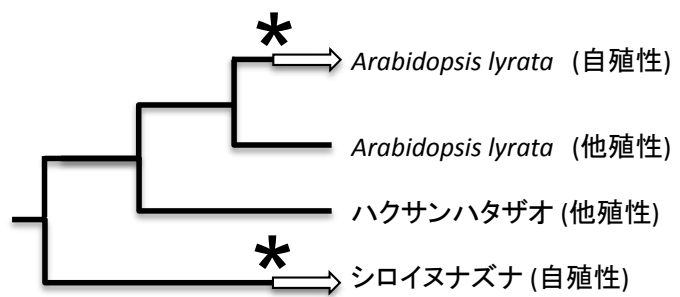 *
Arabidopsis lyrata (自殖性)
Arabidopsis lyrata (他殖性)
ハクサンハタザオ (他殖性)
*
シロイヌナズナ (自殖性)